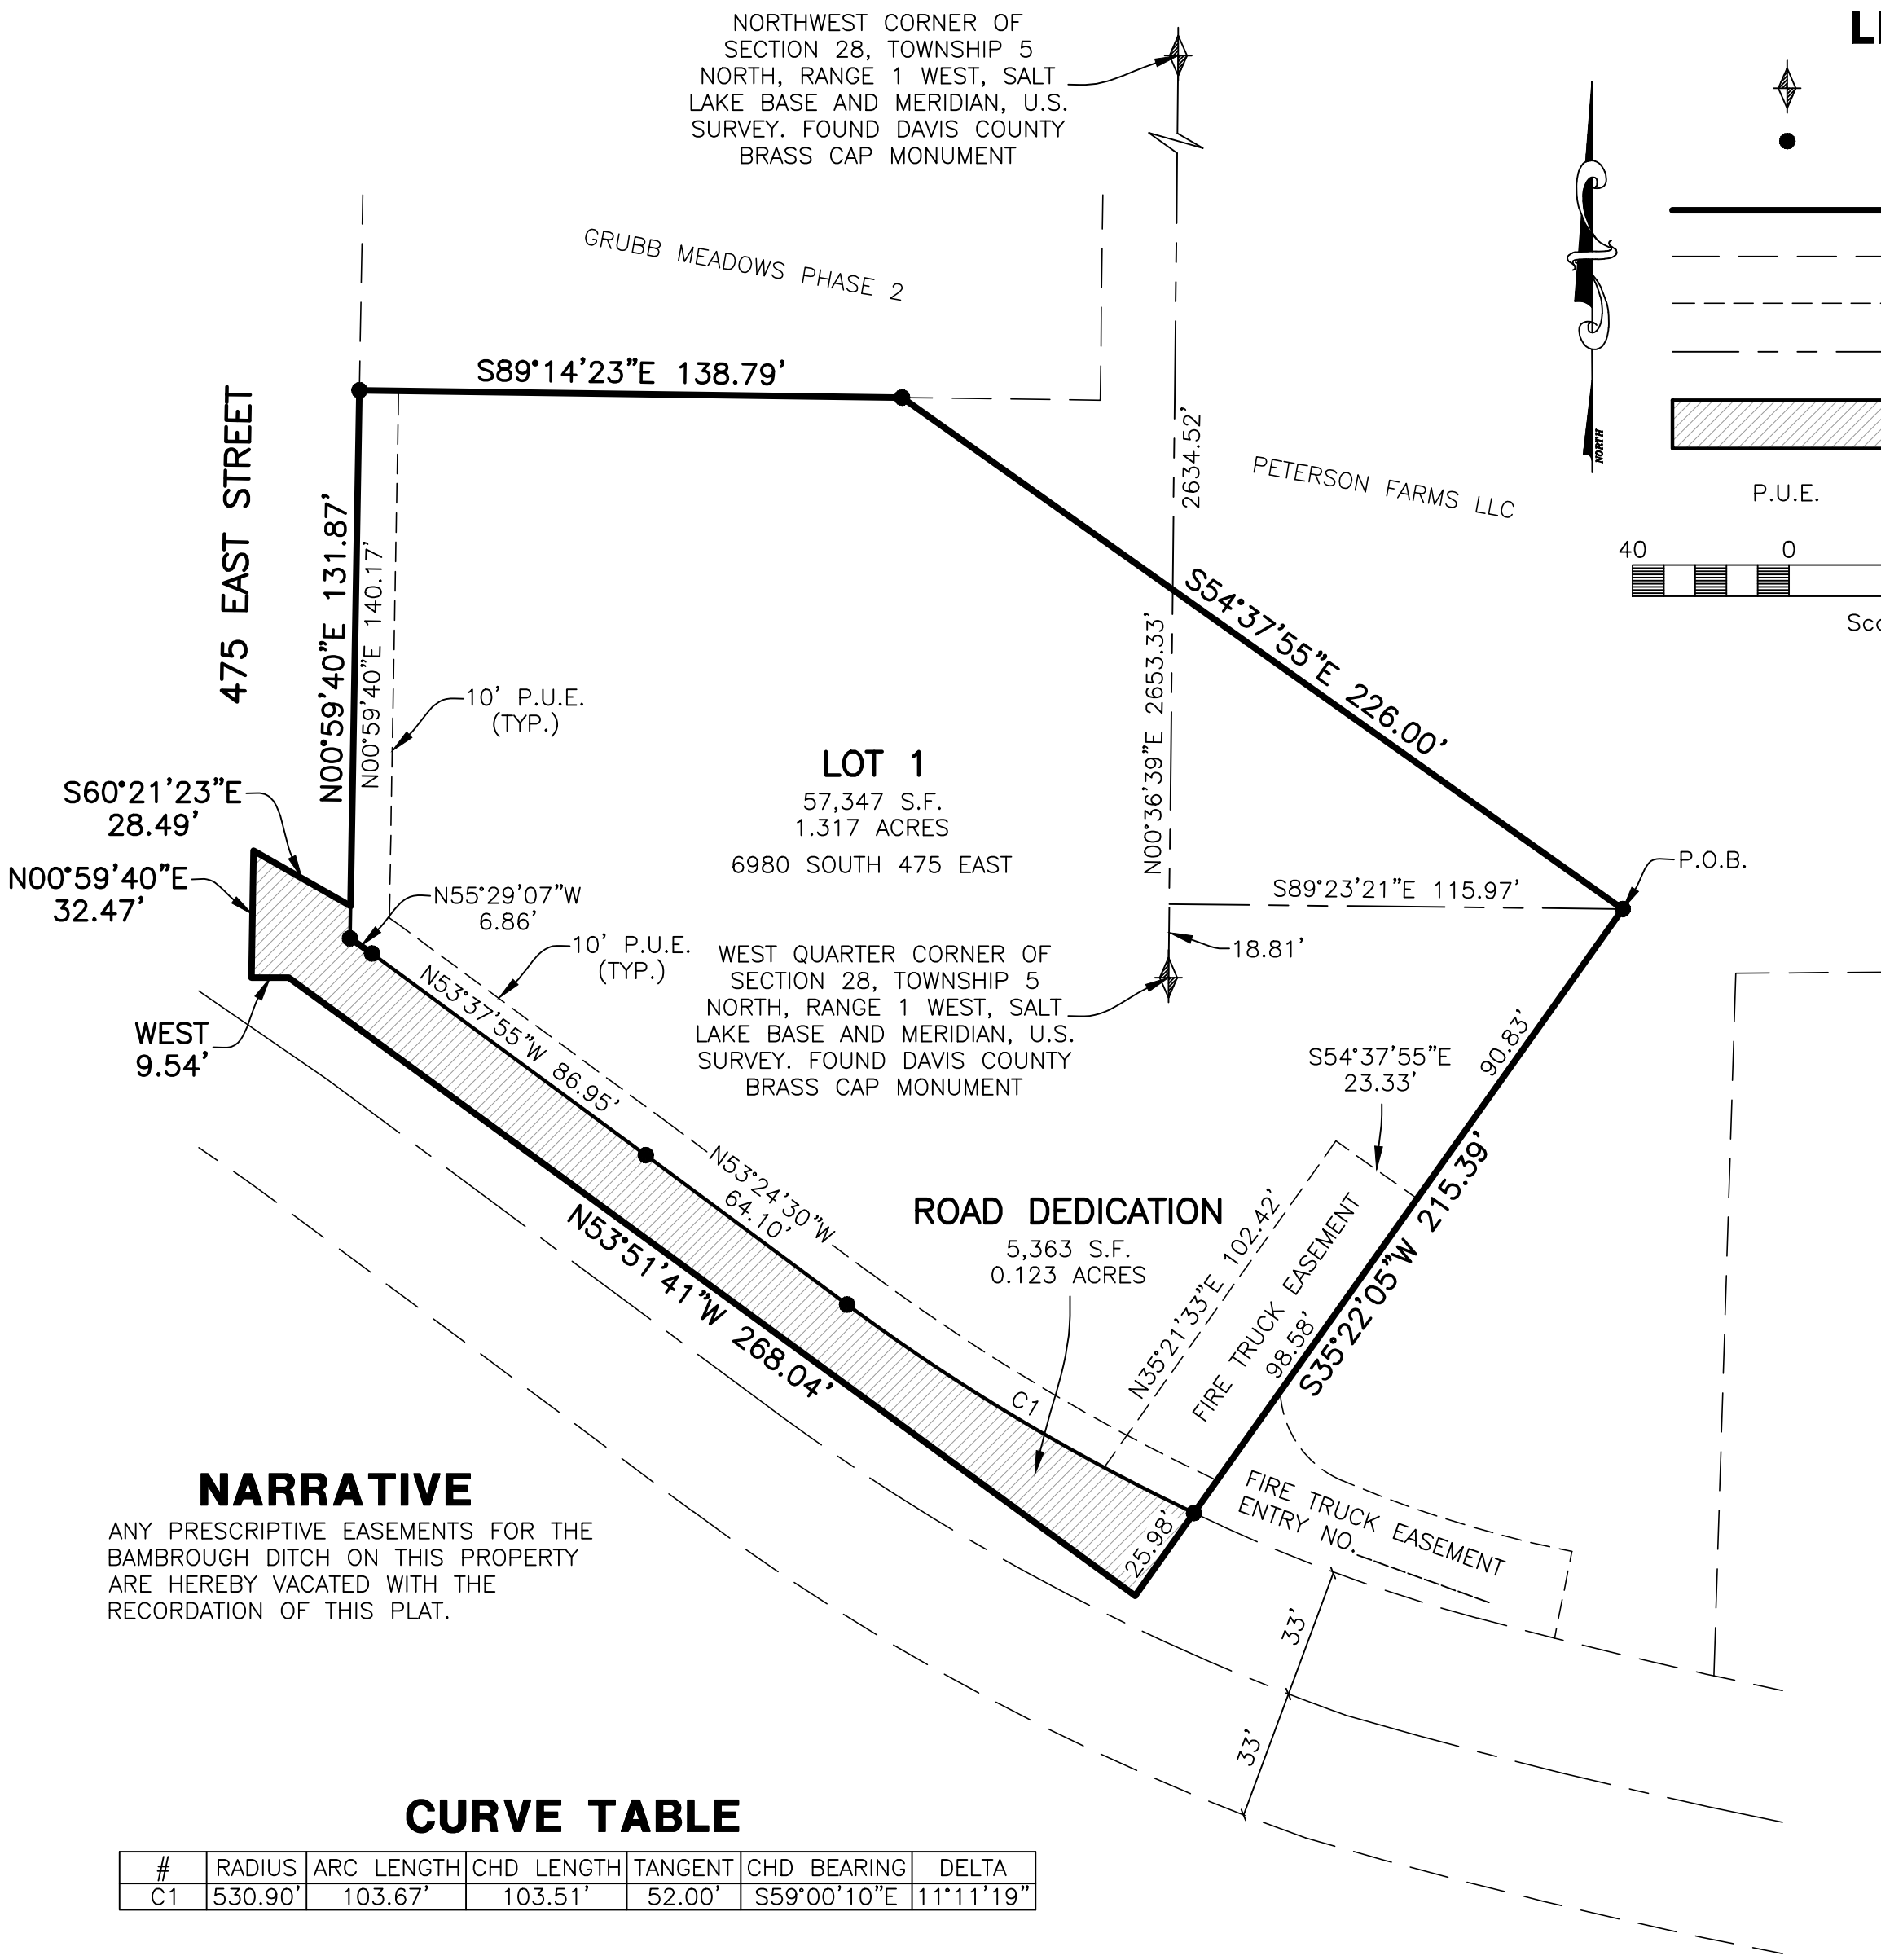 NORTHWEST CORNER OF
SECTION 28, TOWNSHIP 5
NORTH, RANGE 1 WEST, SALT
LAKE BASE AND MERIDIAN, U.S.
SURVEY. FOUND DAVIS COUNTY
BRASS CAP MONUMENT
GRUBB MEADOWS PHASE 2
NORTH
P.U.E.
40 0
S89°14'23"E 138.79'
475 EAST STREET
N00°59'40"E 131.87'
N00°59'40"E 140.17'
10' P.U.E.
(TYP.)
2634.52'
PETERSON FARMS LLC
S54°37'55"E 226.00'
N00°36'39"E 2653.33'
LOT 1
57,347 S.F.
1.317 ACRES
6980 SOUTH 475 EAST
S60°21'23"E
28.49'
N00°59'40"E
32.47'
N55°29'07"W
6.86'
WEST
9.54'
S89°23'21"E 115.97'
P.O.B.
18.81'
10' P.U.E.
(TYP.)
WEST QUARTER CORNER OF
SECTION 28, TOWNSHIP 5
NORTH, RANGE 1 WEST, SALT
LAKE BASE AND MERIDIAN, U.S.
SURVEY. FOUND DAVIS COUNTY
BRASS CAP MONUMENT
N53°37'55"W 86.95'
N53°24'30"W
64.10'
N53°51'41"W 268.04'
S54°37'55"E
23.33'
90.83'
S35°22'05"W 215.39'
98.58'
N35°21'33"E 102.42'
FIRE TRUCK EASEMENT
ROAD DEDICATION
5,363 S.F.
0.123 ACRES
C1
25.98'
FIRE TRUCK EASEMENT
ENTRY NO.
33'
33'
NARRATIVE
ANY PRESCRIPTIVE EASEMENTS FOR THE
BAMBROUGH DITCH ON THIS PROPERTY
ARE HEREBY VACATED WITH THE
RECORDATION OF THIS PLAT.
CURVE TABLE
# RADIUS ARC LENGTH CHD LENGTH TANGENT CHD BEARING DELTA
C1 530.90' 103.67' 103.51' 52.00' S59°00'10"E 11°11'19"